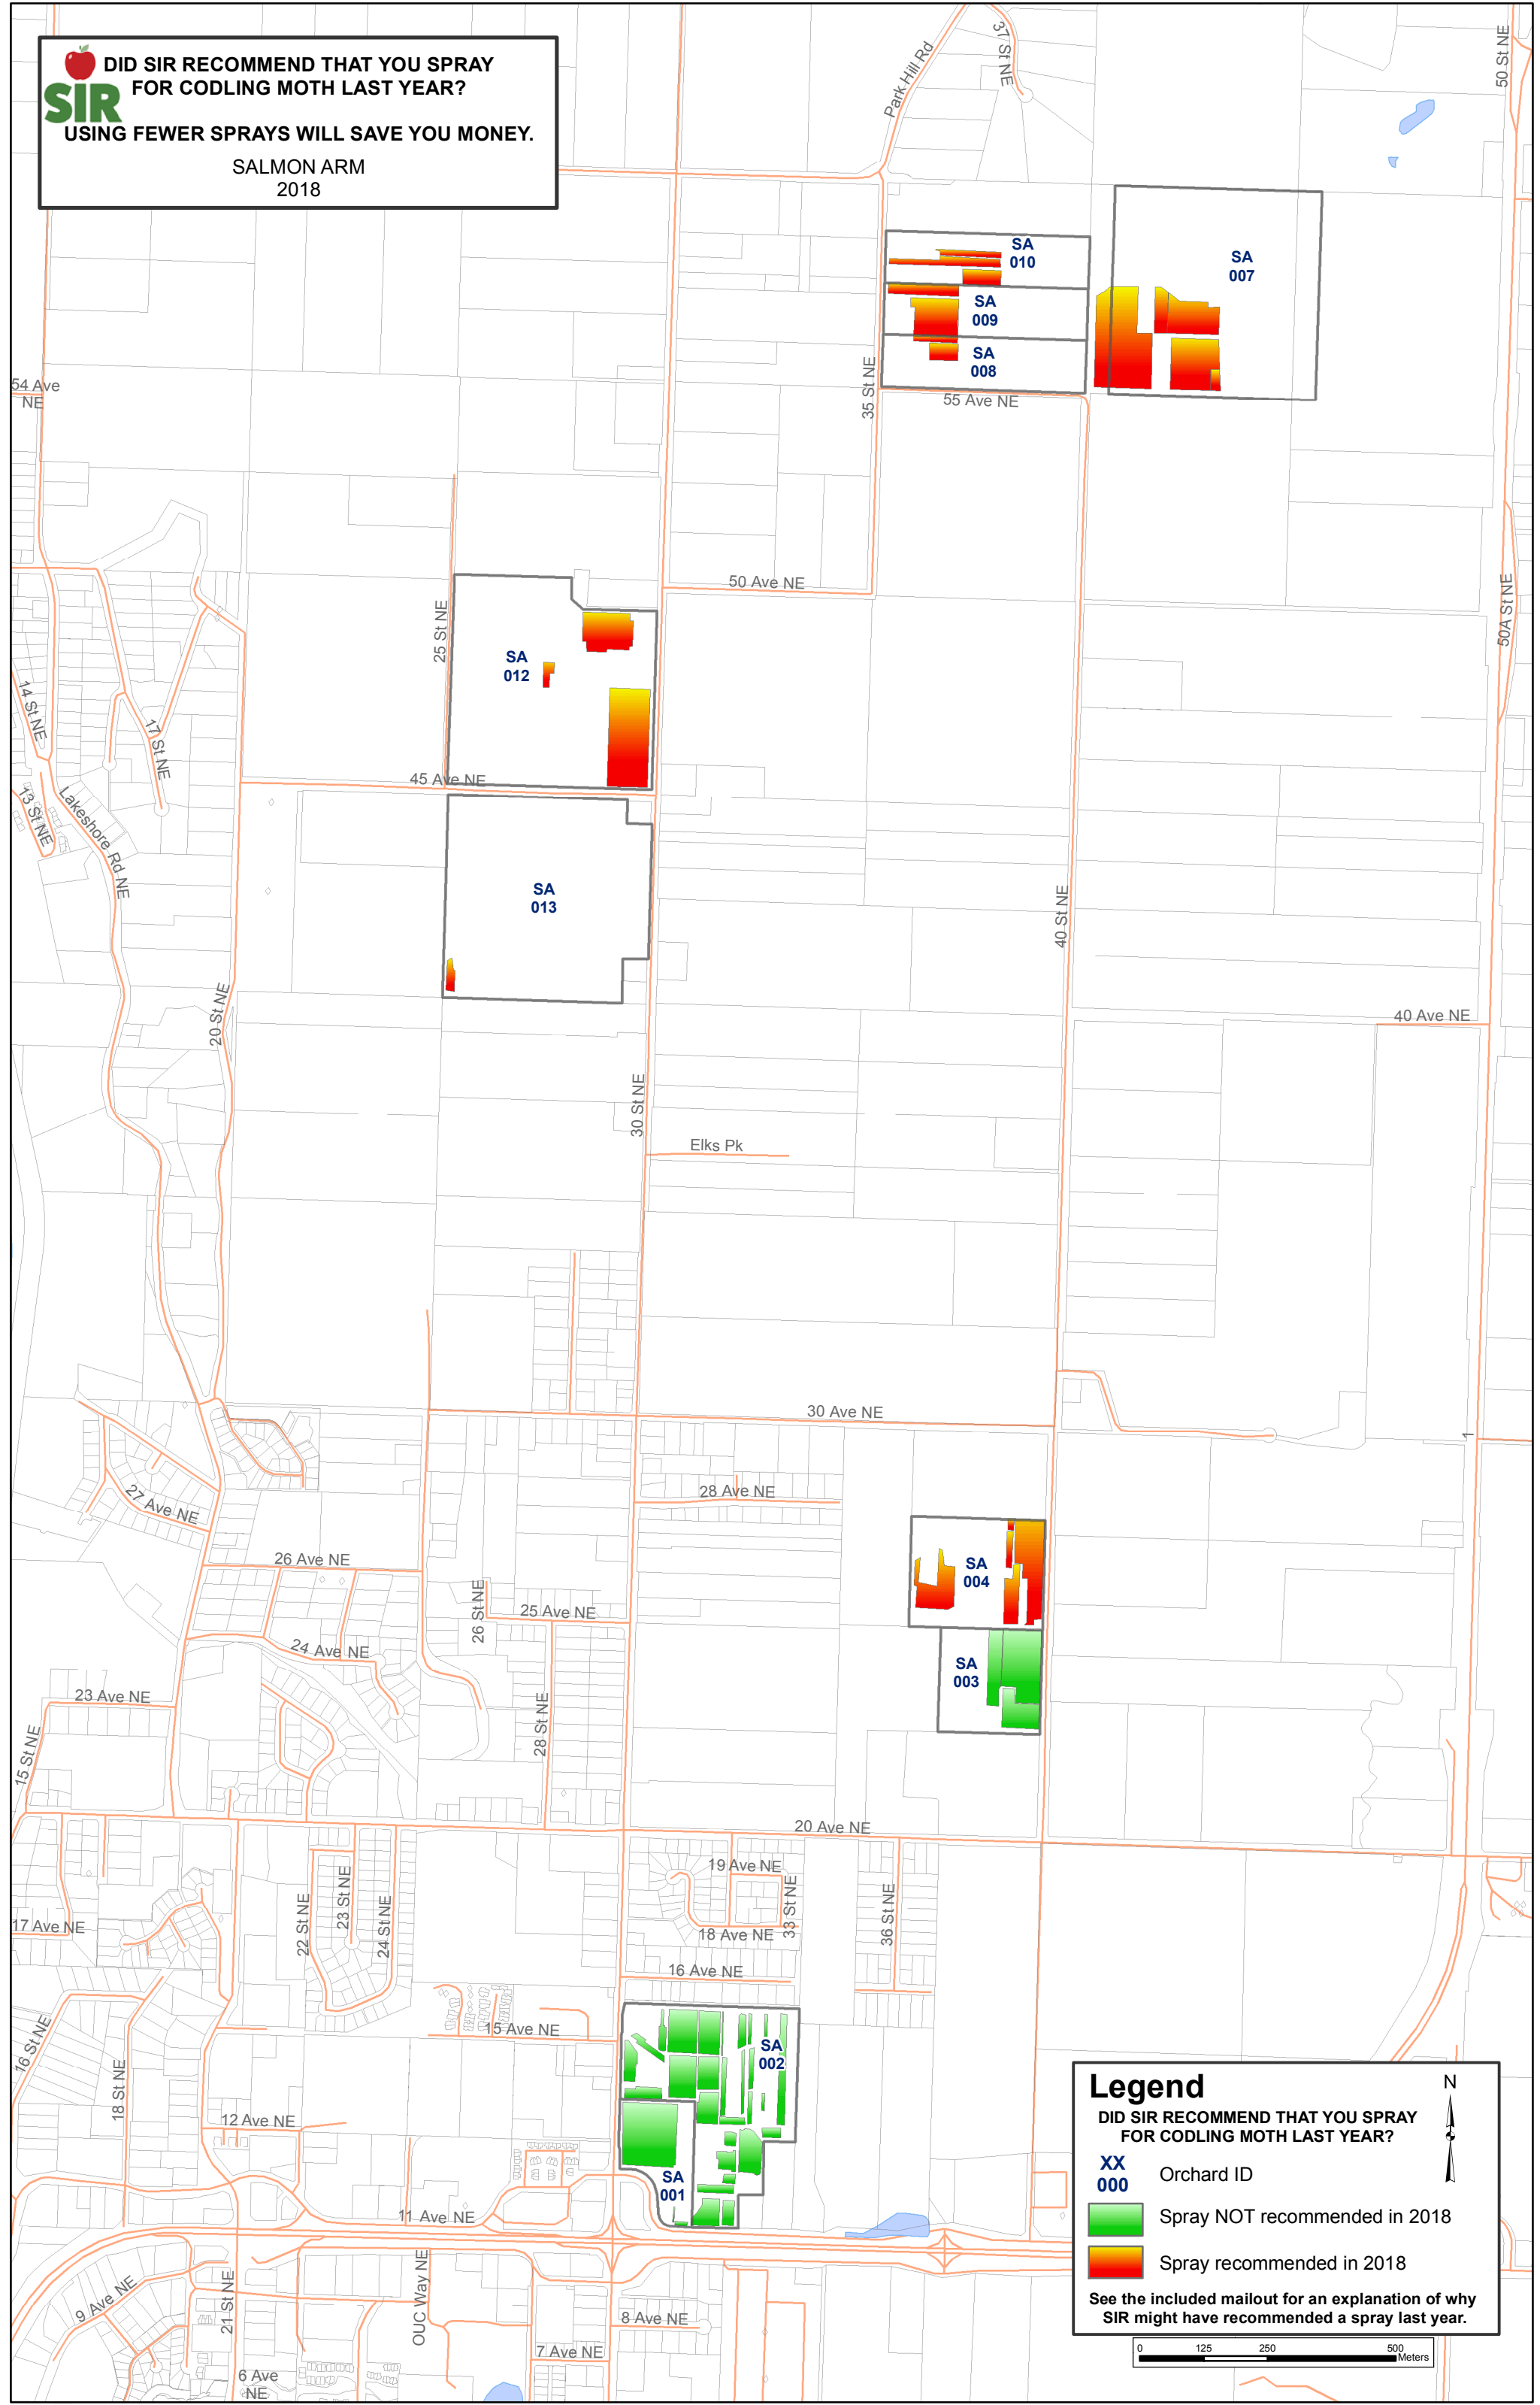 SIR
DID SIR RECOMMEND THAT YOU SPRAY
FOR CODLING MOTH LAST YEAR?
USING FEWER SPRAYS WILL SAVE YOU MONEY.
SALMON ARM
2018
Park Hill Rd
37 St NE
50 St NE
SA
010
SA
007
SA
009
SA
008
54 Ave
NE
35 St NE
55 Ave NE
50 Ave NE
25 St NE
50A St NE
SA
012
14 St NE
17 St NE
45 Ave NE
13 St NE
Lakeshore Rd NE
SA
013
40 St NE
20 St NE
40 Ave NE
30 St NE
Elks Pk
30 Ave NE
1
28 Ave NE
27 Ave NE
26 Ave NE
SA
004
26 St NE
25 Ave NE
24 Ave NE
SA
003
23 Ave NE
28 St NE
15 St NE
20 Ave NE
19 Ave NE
33 St NE
22 St NE
23 St NE
24 St NE
17 Ave NE
18 Ave NE
36 St NE
16 Ave NE
15 Ave NE
16 St NE
SA
002
18 St NE
12 Ave NE
SA
001
11 Ave NE
9 Ave NE
21 St NE
OUC Way NE
8 Ave NE
7 Ave NE
6 Ave
NE
Legend
N
DID SIR RECOMMEND THAT YOU SPRAY
FOR CODLING MOTH LAST YEAR?
XX
000
Orchard ID
Spray NOT recommended in 2018
Spray recommended in 2018
See the included mailout for an explanation of why
SIR might have recommended a spray last year.
0 125 250 500
Meters